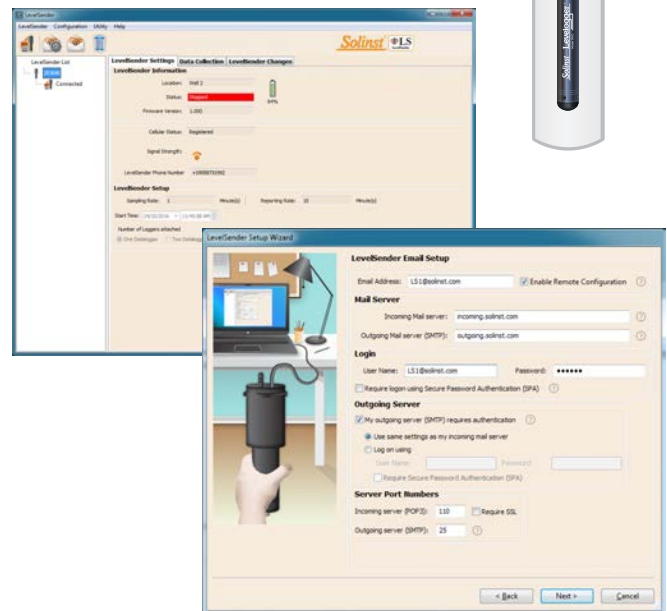 LevelSender
LevelSender Configuration Utility Help
Solinst LS
LevelSender List
Connected
LevelSender Settings Data Collection LevelSender Changes
LevelSender Information
Location: Well 2
Status: Stopped
94%
Firmware Version: 1.000
Cellular Status: Registered
Signal Strength:
LevelSender Phone Number
LevelSender Setup
Sampling Rate: 1 Minute(s) Reporting Rate: 10 Minute(s)
Start Time:
Number of Loggers attached
One Datalogger Two
Solinst Levelogger
LevelSender Setup Wizard
LevelSender Email Setup
Email Address: LS1@solinst.com Enable Remote Configuration
Mail Server
Incoming Mail server: incoming.solinst.com
Outgoing Mail server (SMTP): outgoing.solinst.com
Login
User Name: LS1@solinst.com Password: ••••••
Require logon using Secure Password Authentication (SPA)
Outgoing Server
My outgoing server (SMTP) requires authentication
Use same settings as my incoming mail server
Log on using
User Name: Password:
Require Secure Password Authentication (SPA)
Server Port Numbers
Incoming server (POP3): 110 Require SSL
Outgoing server (SMTP): 25
< Back Next > Cancel